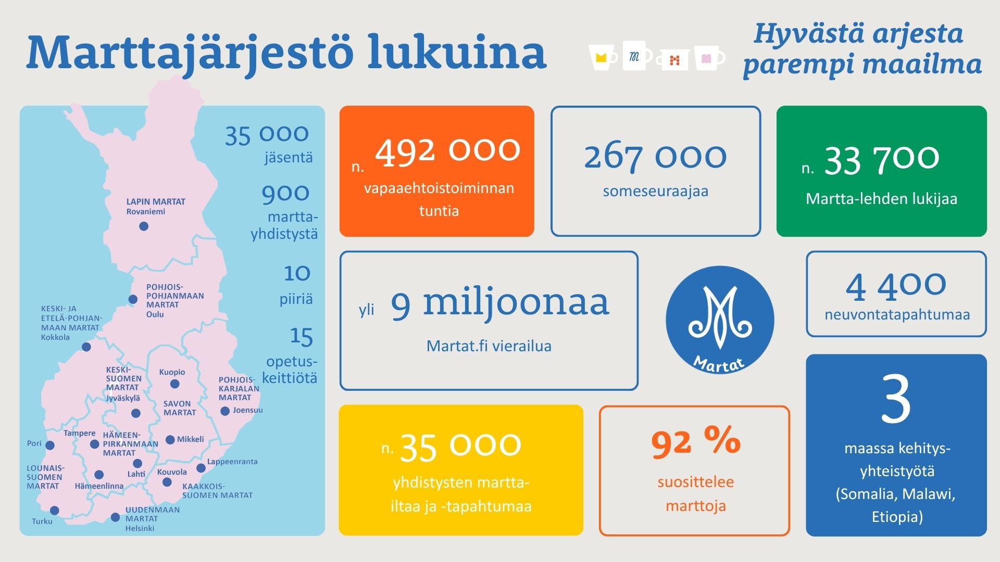 Marttajärjestö lukuina
Hyvästä arjesta
parempi maailma
35 000
jäsentä
900
martta-
yhdistystä
10
piiriä
15
opetus-
keittiötä
LAPIN MARTAT
Rovaniemi
POHJOIS-
POHJANMAAN
MARTAT
Oulu
KESKI- JA
ETELÄ-POHJAN-
MAAN MARTAT
Kokkola
KESKI-
SUOMEN
MARTAT
Jyväskylä
Kuopio
SAVON
MARTAT
Mikkeli
POHJOIS-
KARJALAN
MARTAT
Joensuu
Tampere
HÄMEEN-
PIRKANMAAN
MARTAT
Lahti
Hämeenlinna
Pori
LOUNAIS-
SUOMEN
MARTAT
Turku
Kouvola
Lappeenranta
KAAKKOIS-
SUOMEN MARTAT
UUDENMAAN
MARTAT
Helsinki
n. 492 000
vapaaehtoistoiminnan
tuntia
267 000
someseuraajaa
n. 33 700
Martta-lehden lukijaa
yli 9 miljoonaa
Martat.fi vierailua
Martat
4 400
neuvontatapahtumaa
n. 35 000
yhdistysten martta-
iltaa ja -tapahtumaa
92 %
suosittelee
marttoja
3
maassa kehitys-
yhteistyötä
(Somalia, Malawi,
Etiopia)